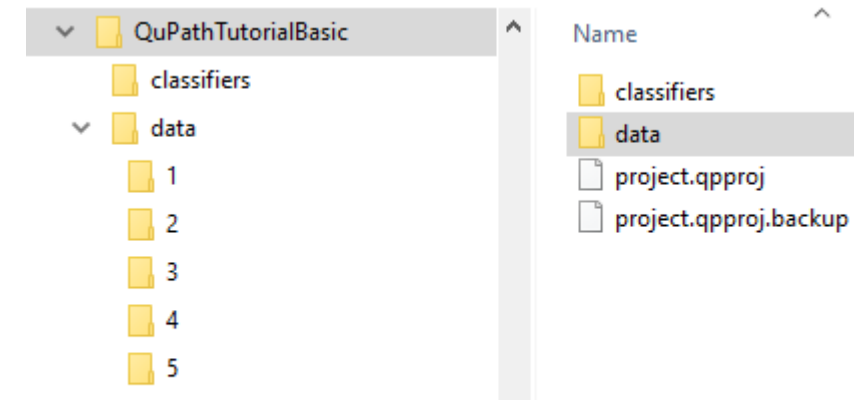 QuPathTutorialBasic
classifiers
data
1
2
3
4
5
Name
classifiers
data
project.qpproj
project.qpproj.backup